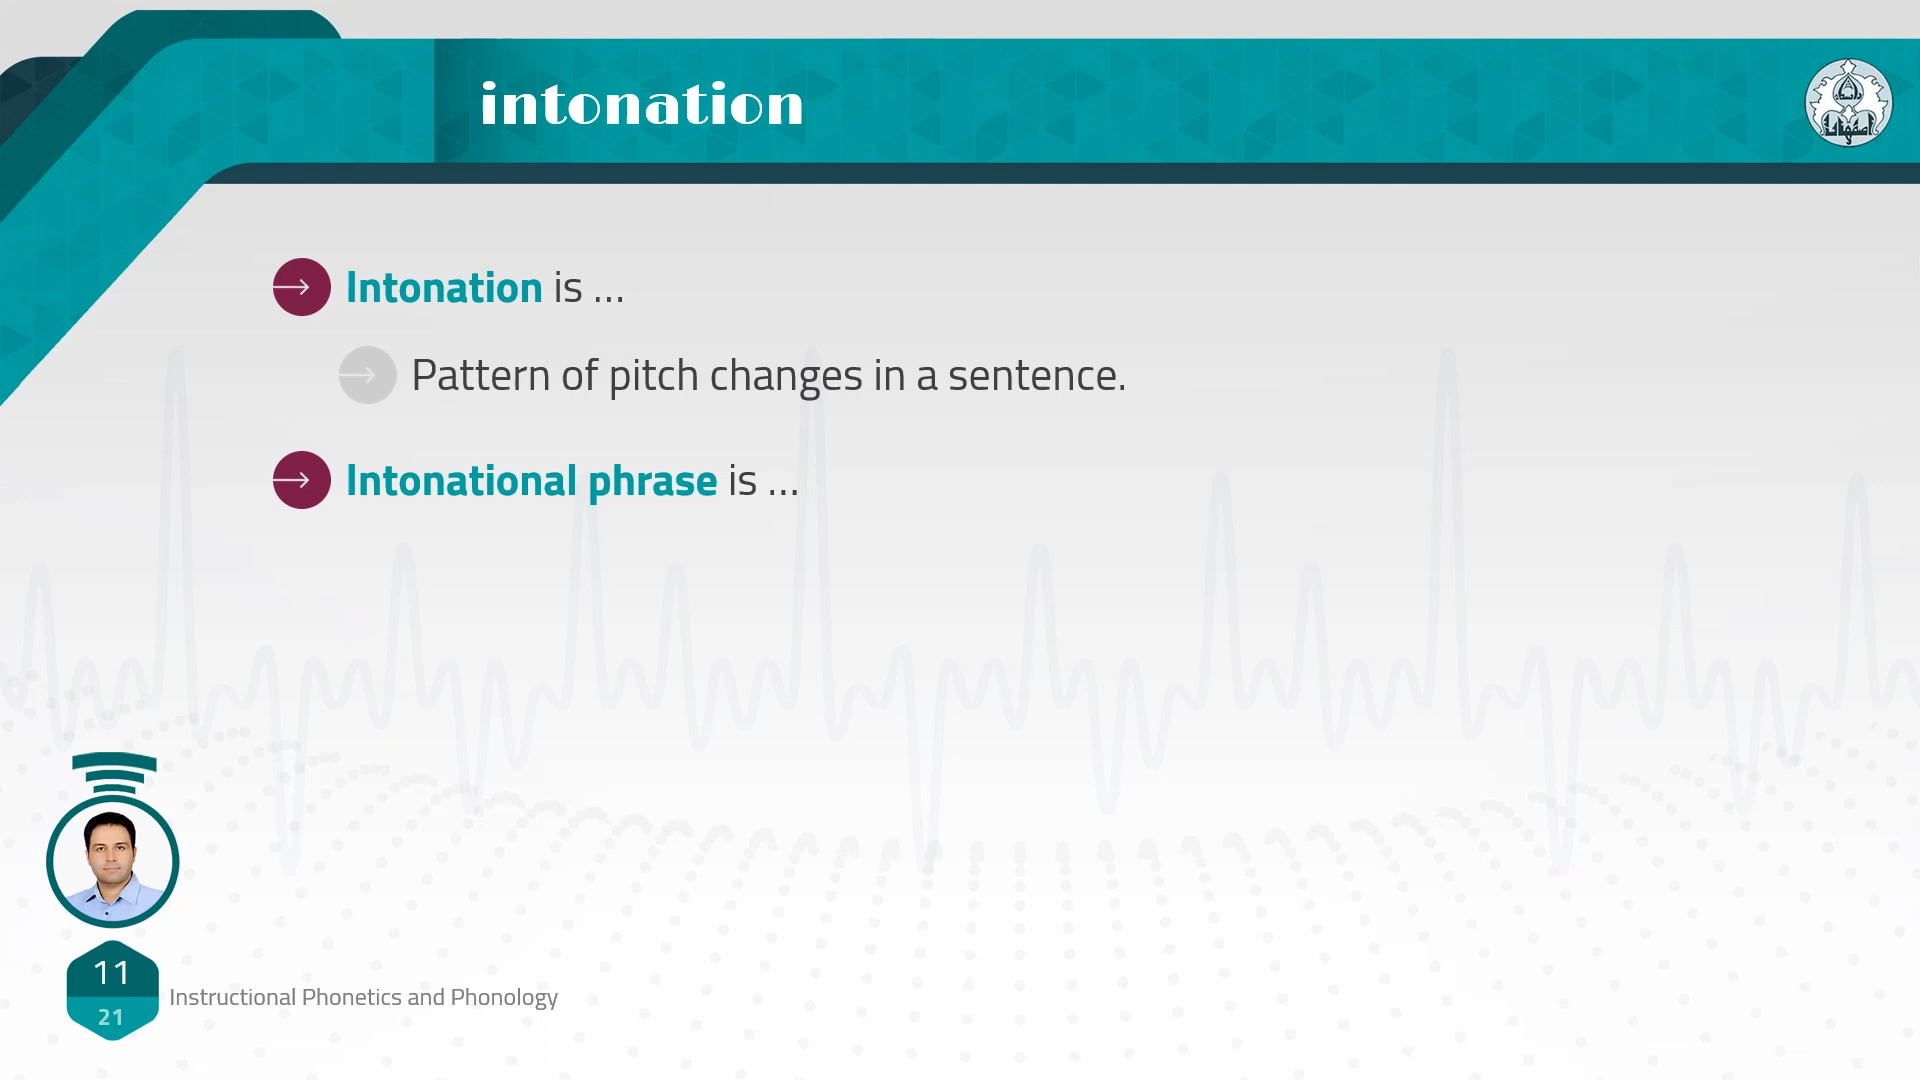 intonation
Intonation is ...
Pattern of pitch changes in a sentence.
Intonational phrase is ...
11
21
Instructional Phonetics and Phonology